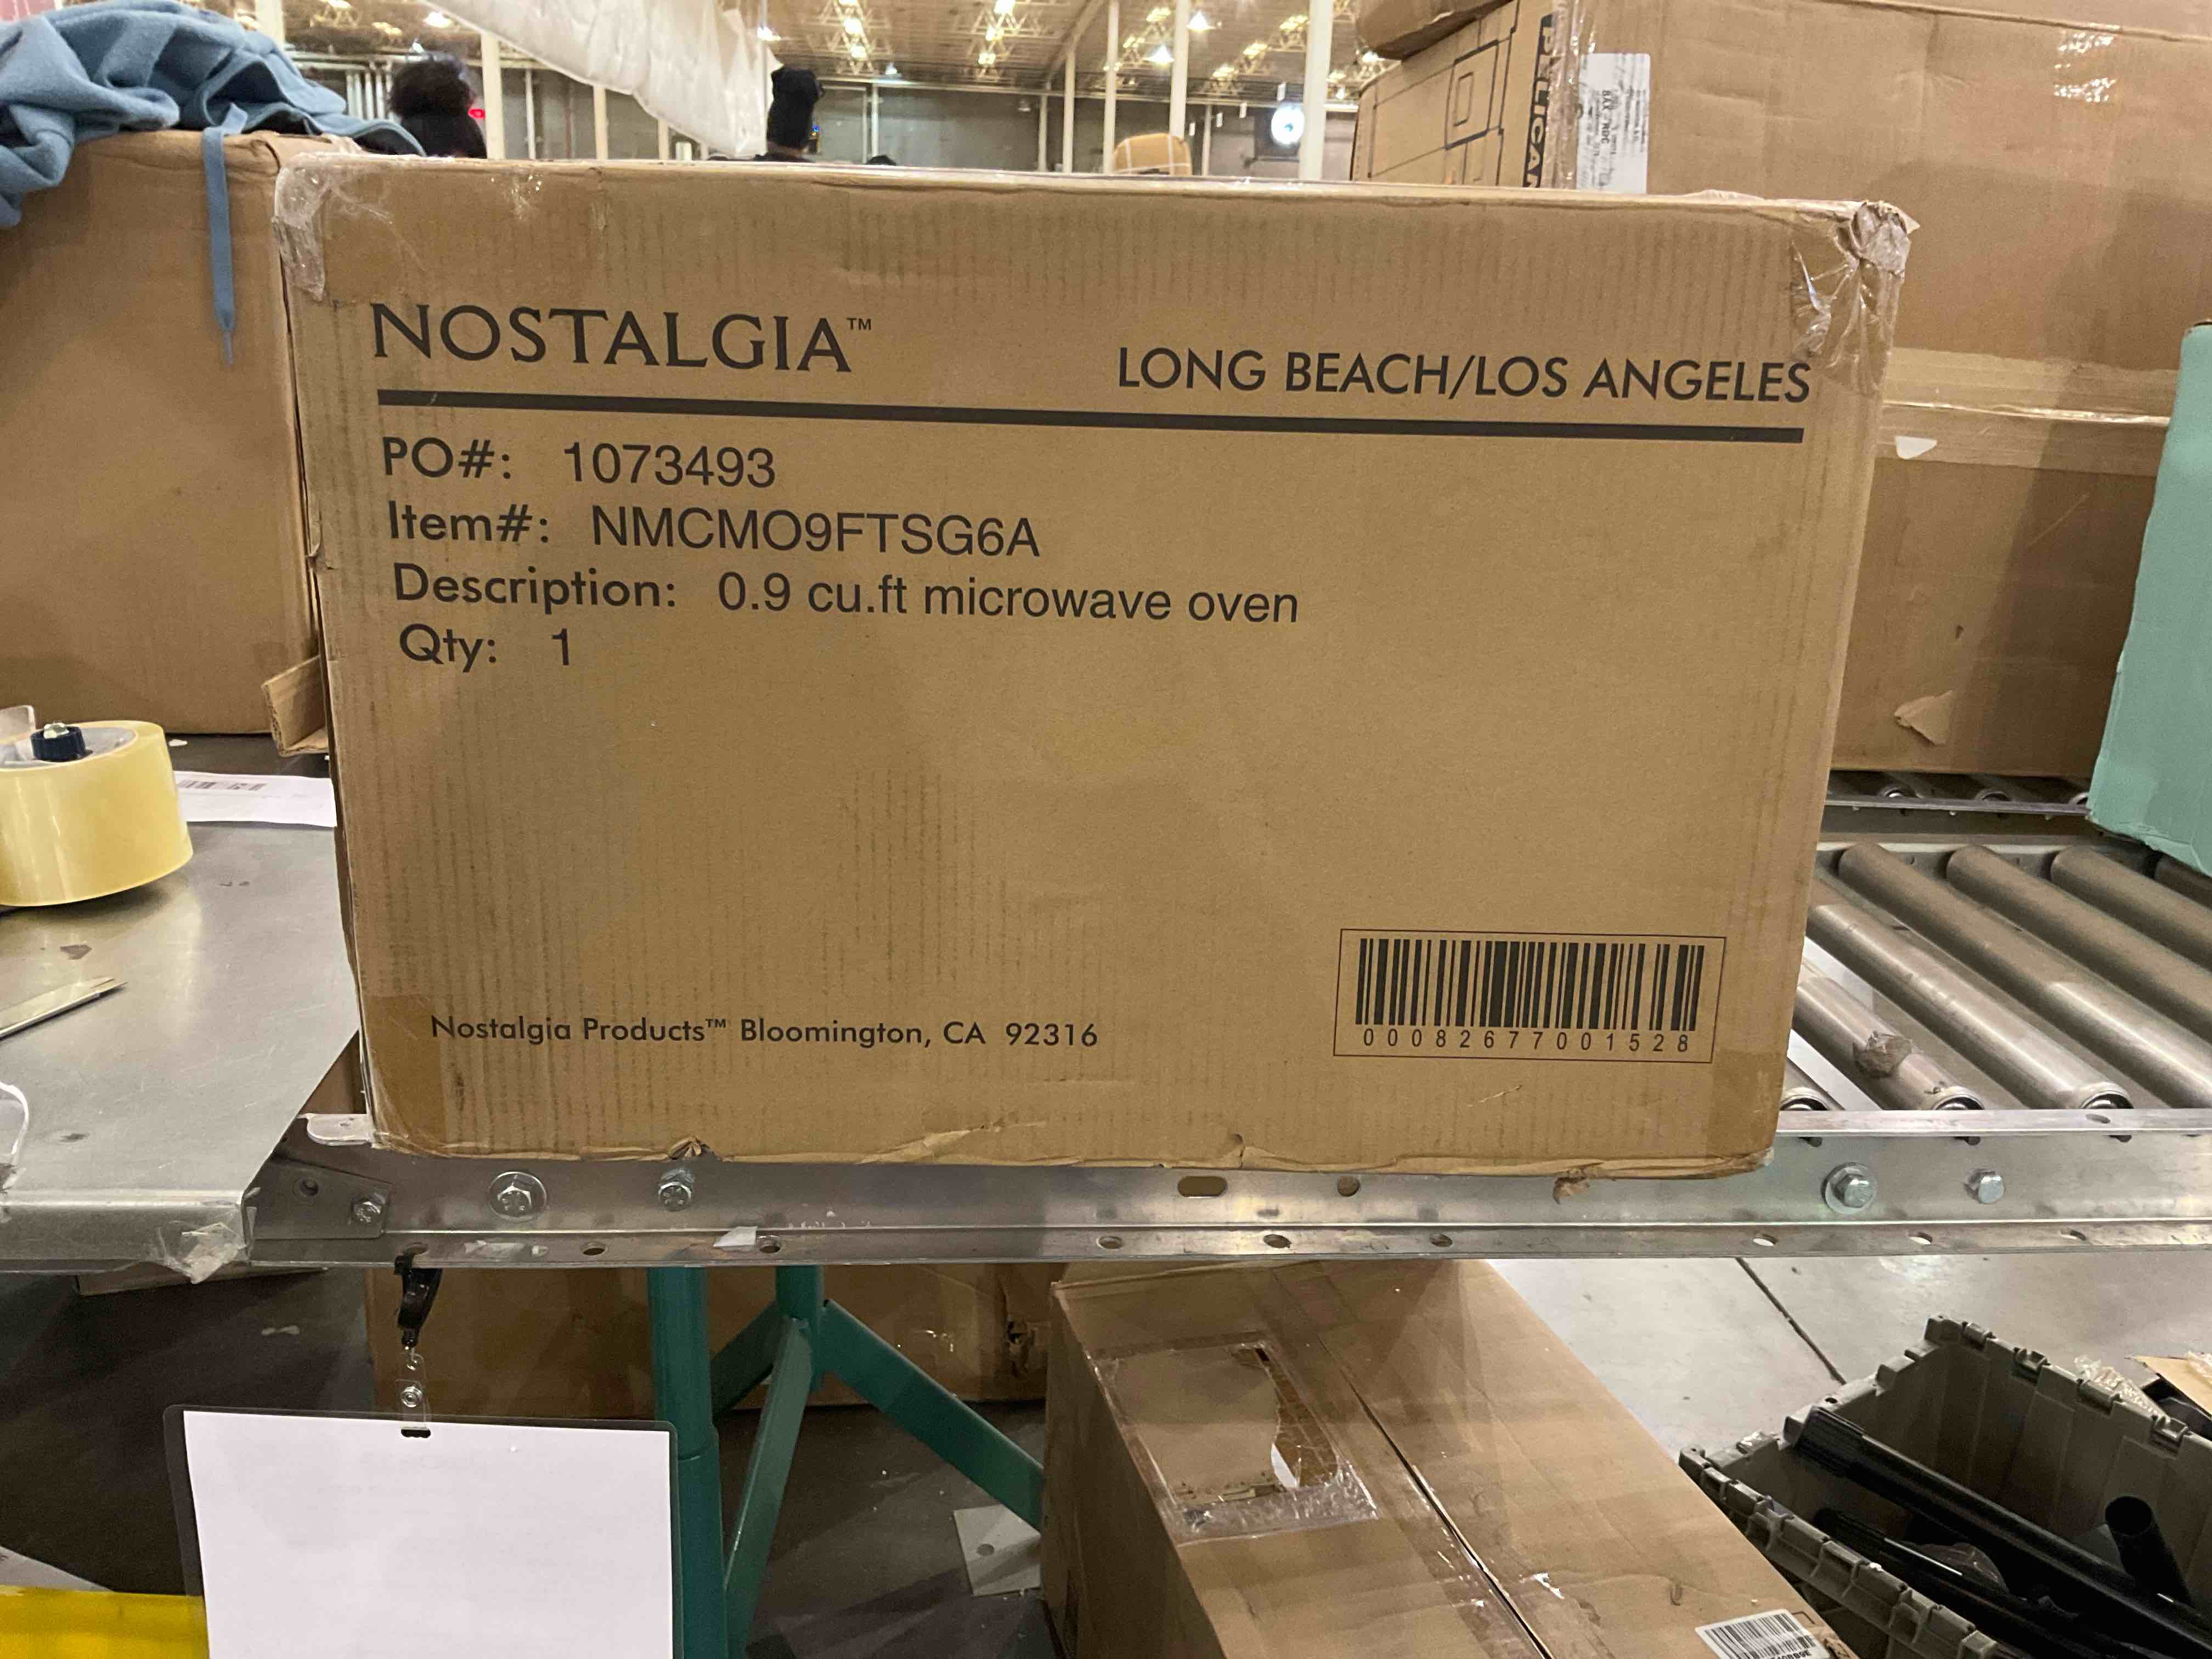 PELICAN
NOSTALGIA™
LONG BEACH/LOS ANGELES
PO#: 1073493
Item#: NMCMO9FTSG6A
Description: 0.9 cu.ft microwave oven
Qty: 1
Nostalgia Products™ Bloomington, CA 92316
00082677001528